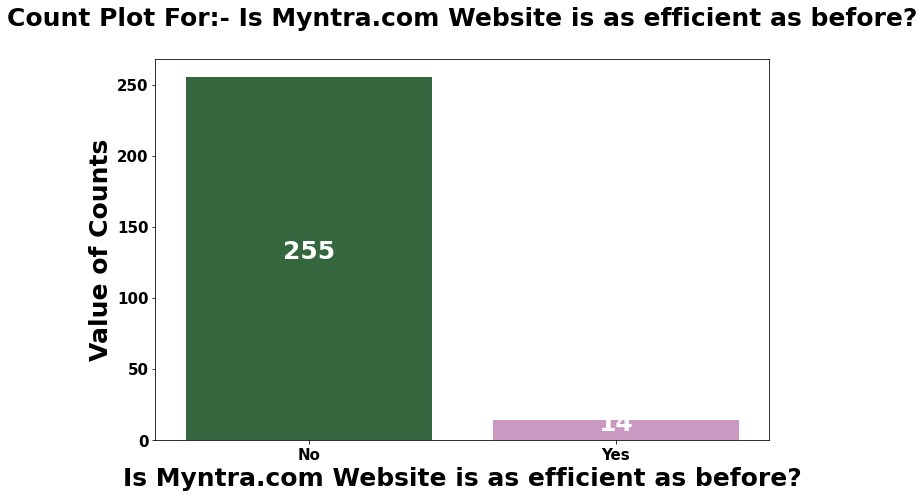 Count Plot For:- Is Myntra.com Website is as efficient as before?
250
200
150
100
50
0
Value of Counts
255
14
No
Yes
Is Myntra.com Website is as efficient as before?